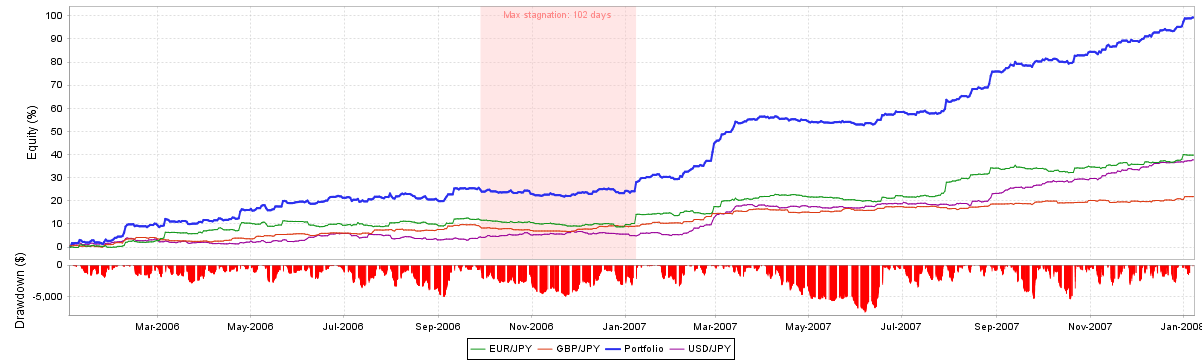 Max stagnation: 102 days
Equity (%)
100
90
80
70
60
50
40
30
20
10
0
Drawdown ($)
0
-5,000
Mar-2006 May-2006 Jul-2006 Sep-2006 Nov-2006 Jan-2007 Mar-2007 May-2007 Jul-2007 Sep-2007 Nov-2007 Jan-2008
EUR/JPY GBP/JPY Portfolio USD/JPY